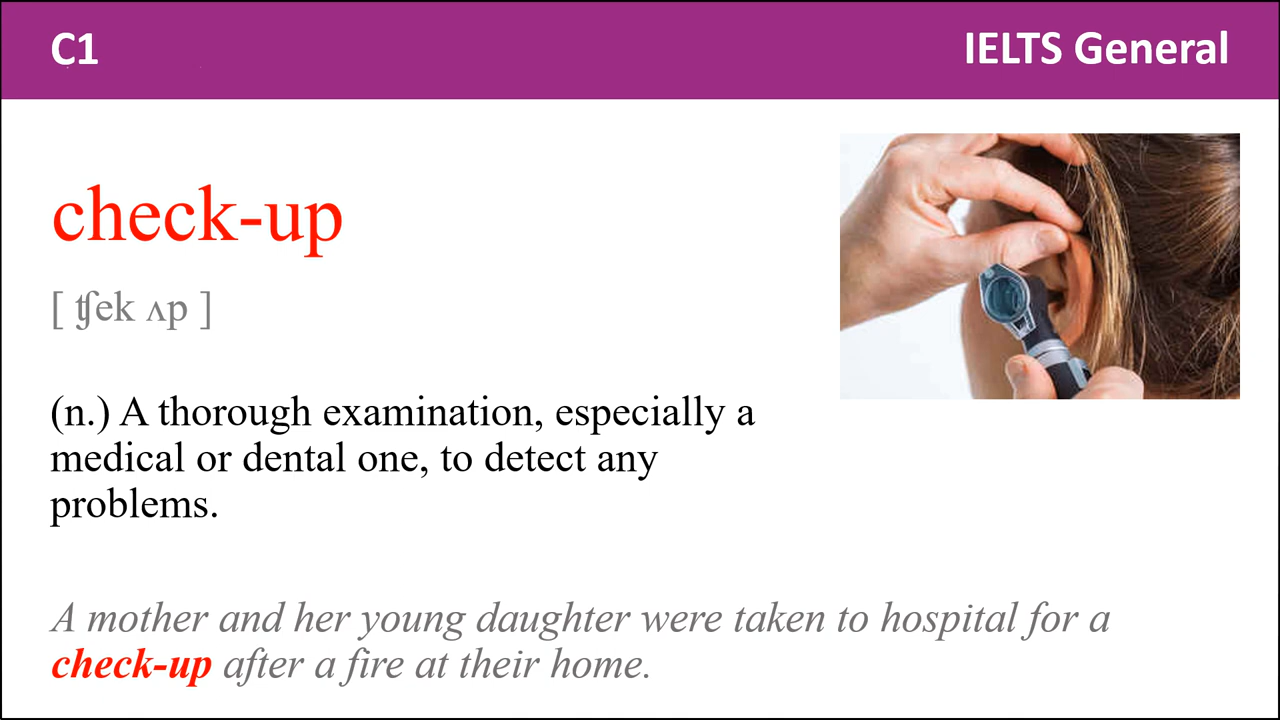 C1
IELTS General
check-up
[ ʧek ʌp ]
(n.) A thorough examination, especially a
medical or dental one, to detect any
problems.
A mother and her young daughter were taken to hospital for a
check-up after a fire at their home.